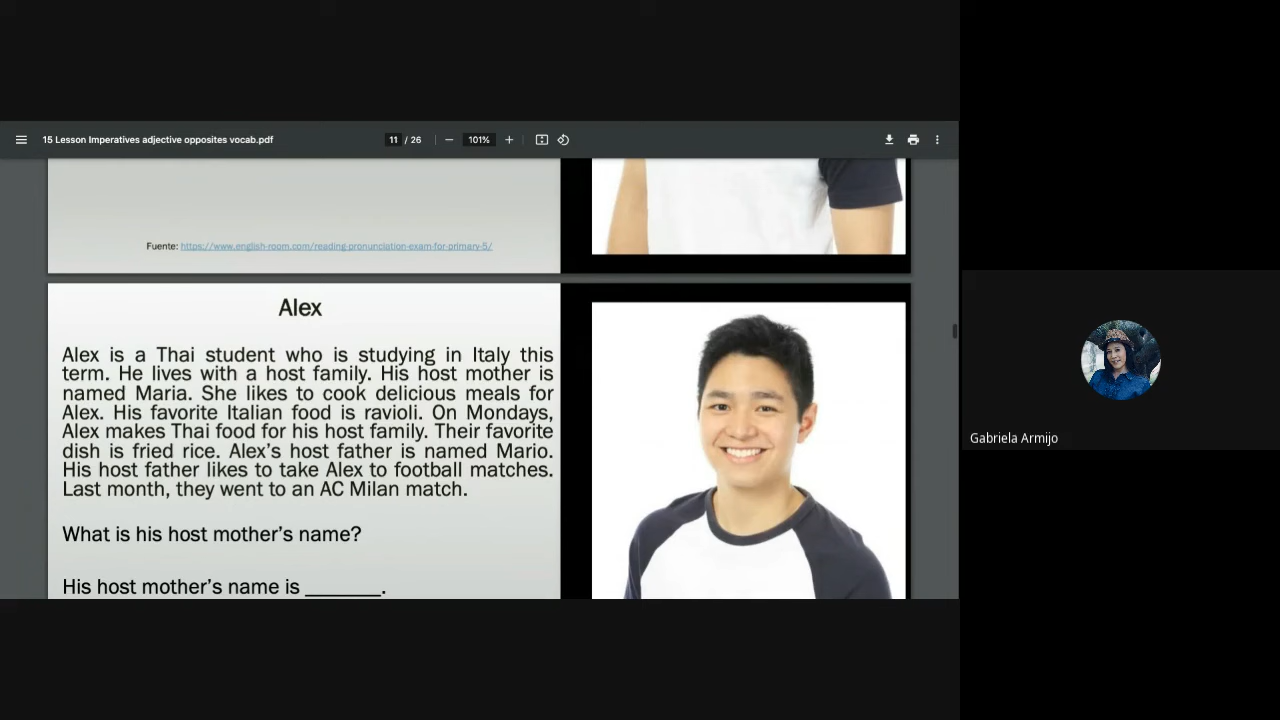 15 Lesson Imperatives adjective opposites vocab.pdf
11 / 26
101%
Fuente: https://www.english-room.com/reading-pronunciation-exam-for-primary-5/
Alex
Alex is a Thai student who is studying in Italy this
term. He lives with a host family. His host mother is
named Maria. She likes to cook delicious meals for
Alex. His favorite Italian food is ravioli. On Mondays,
Alex makes Thai food for his host family. Their favorite
dish is fried rice. Alex’s host father is named Mario.
His host father likes to take Alex to football matches.
Last month, they went to an AC Milan match.
What is his host mother’s name?
His host mother’s name is _______.
Gabriela Armijo